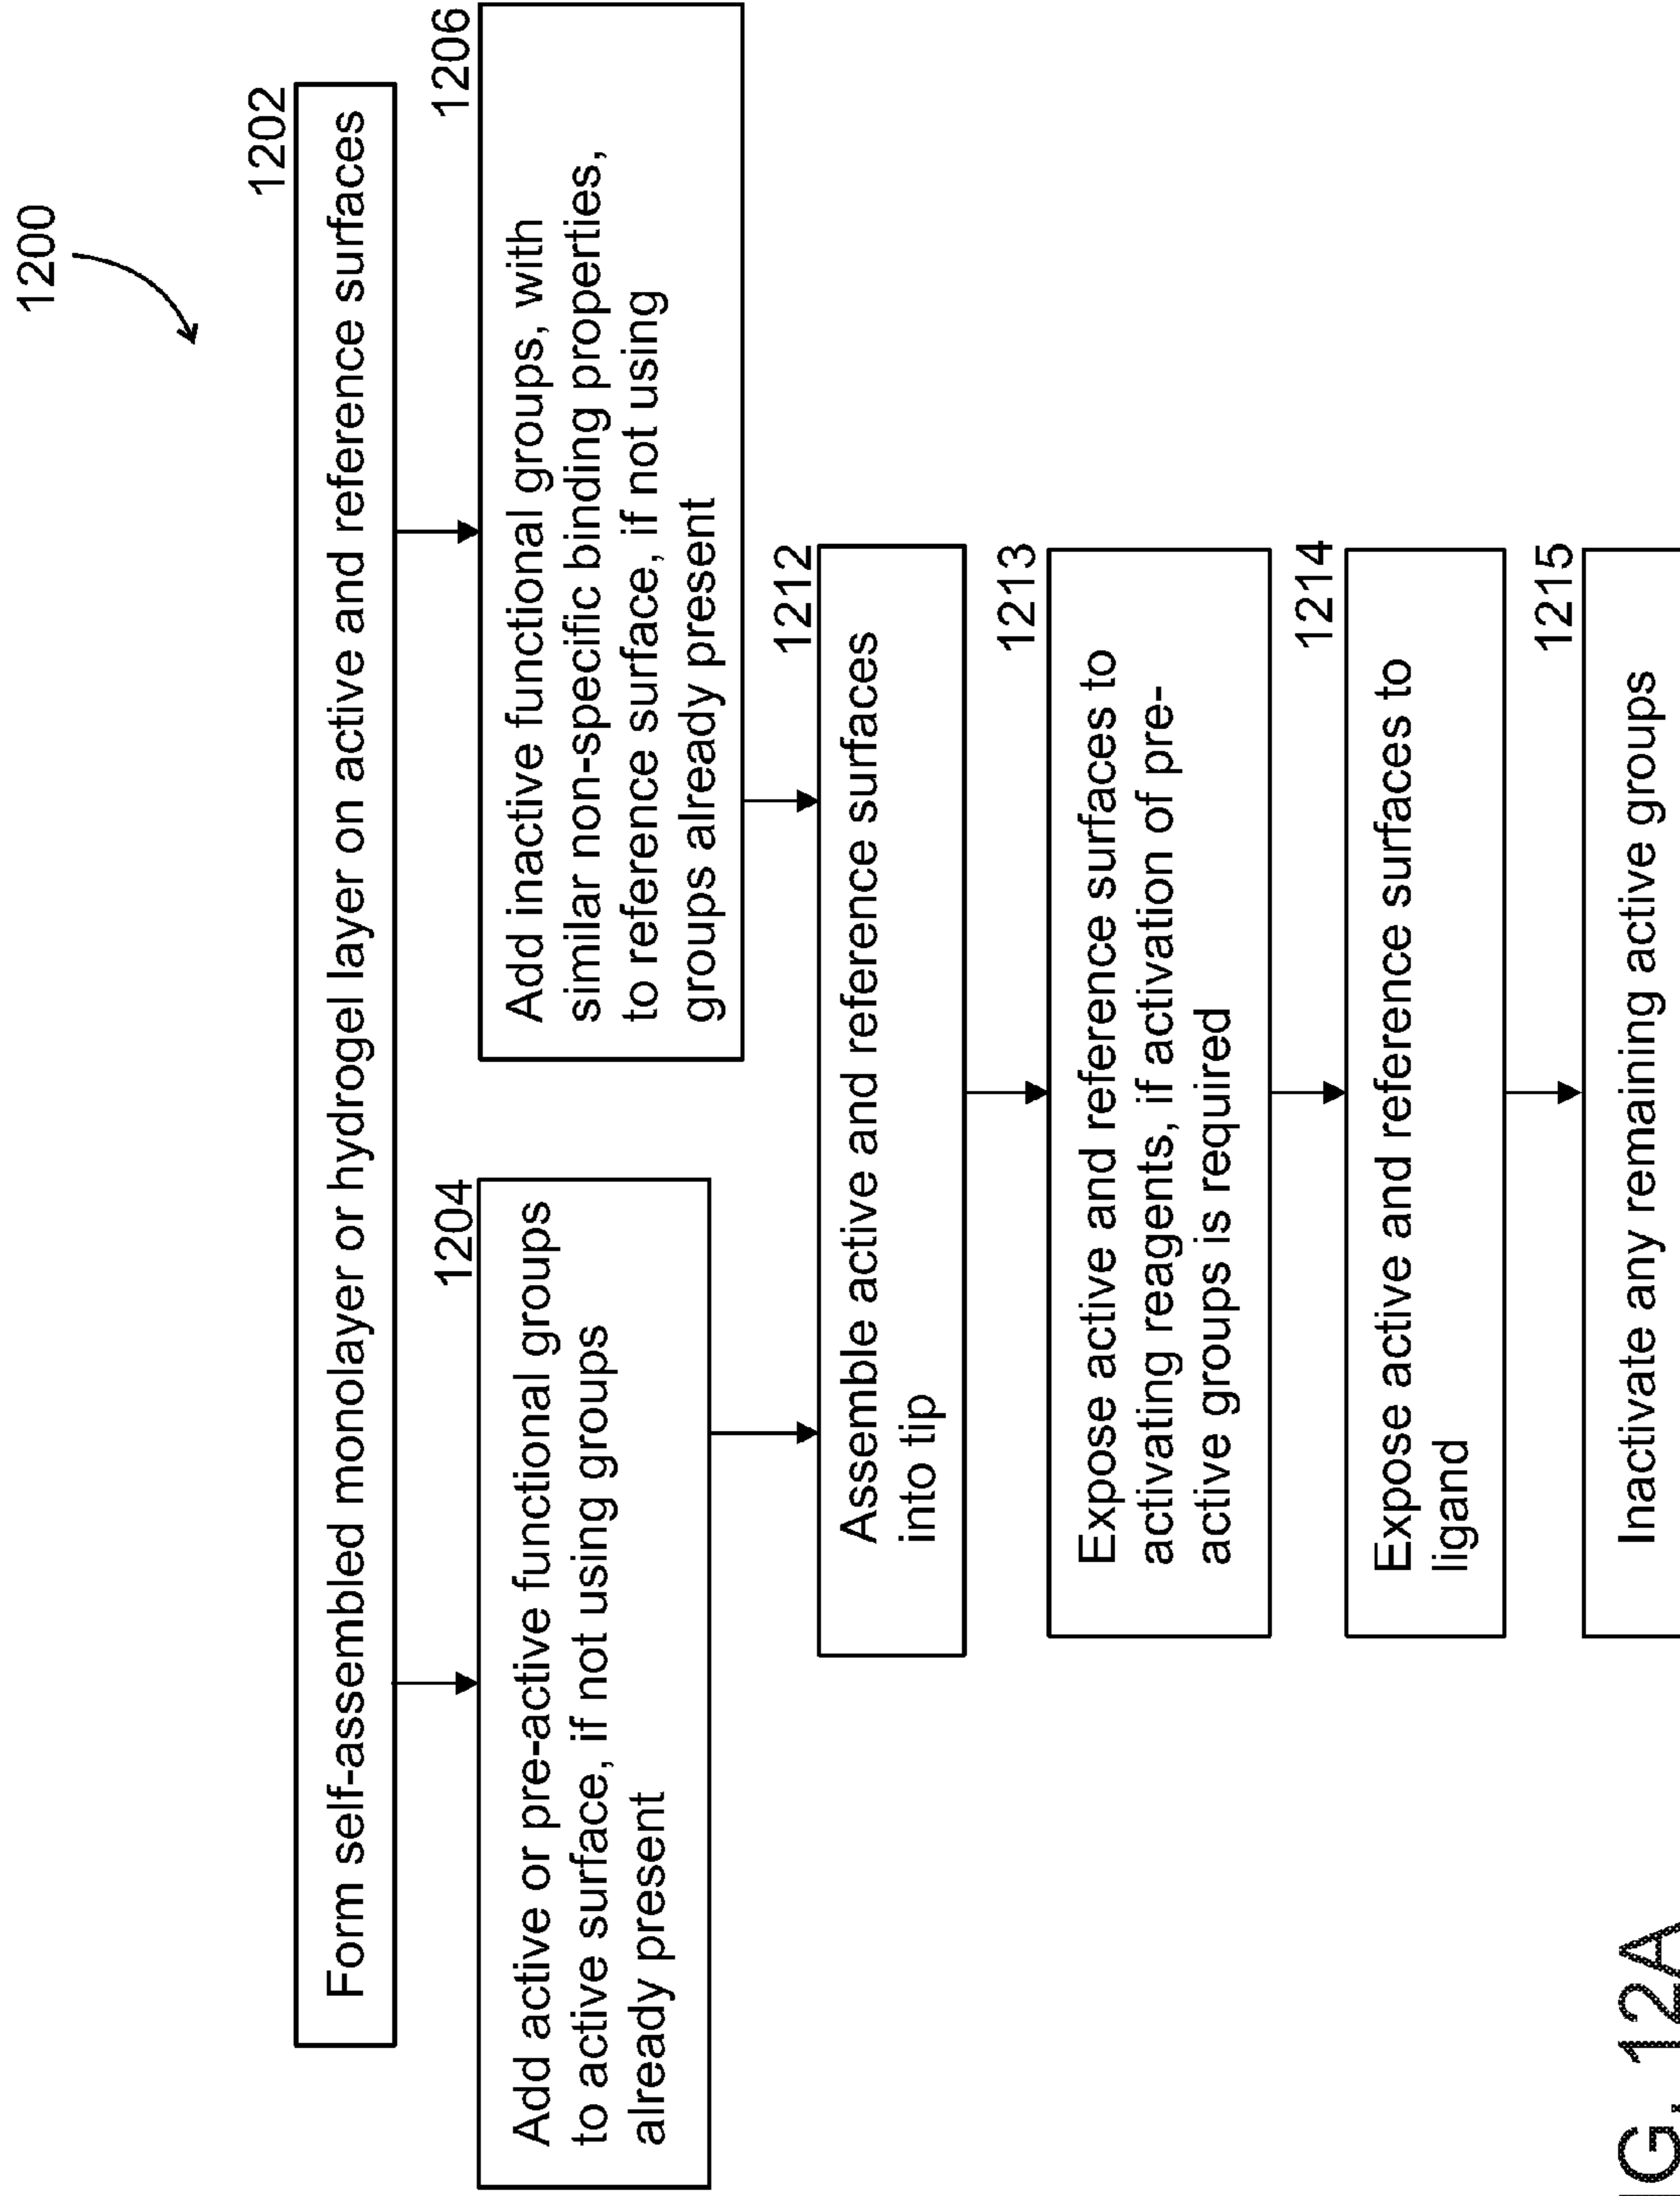 1200
1202
Form self-assembled monolayer or hydrogel layer on active and reference surfaces
1204
Add active or pre-active functional groups
to active surface, if not using groups
already present
1206
Add inactive functional groups, with
similar non-specific binding properties,
to reference surface, if not using
groups already present
1212
Assemble active and reference surfaces
into tip
1213
Expose active and reference surfaces to
activating reagents, if activation of pre-
active groups is required
1214
Expose active and reference surfaces to
ligand
1215
Inactivate any remaining active groups
IG. 12A